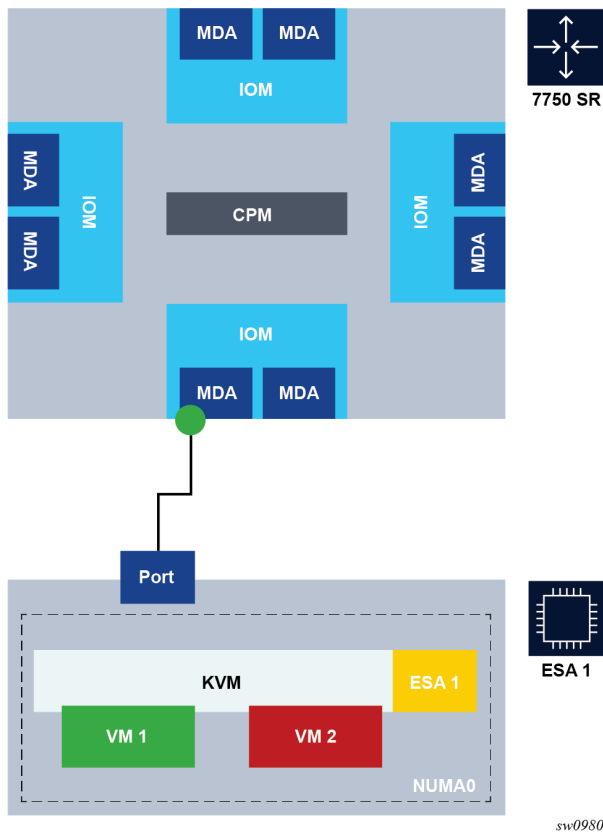 MDA MDA
IOM
7750 SR
MDA
MDA
IOM
CPM
IOM
MDA
MDA
IOM
MDA MDA
Port
KVM
ESA 1
ESA 1
VM 1
VM 2
NUMA0
sw0980